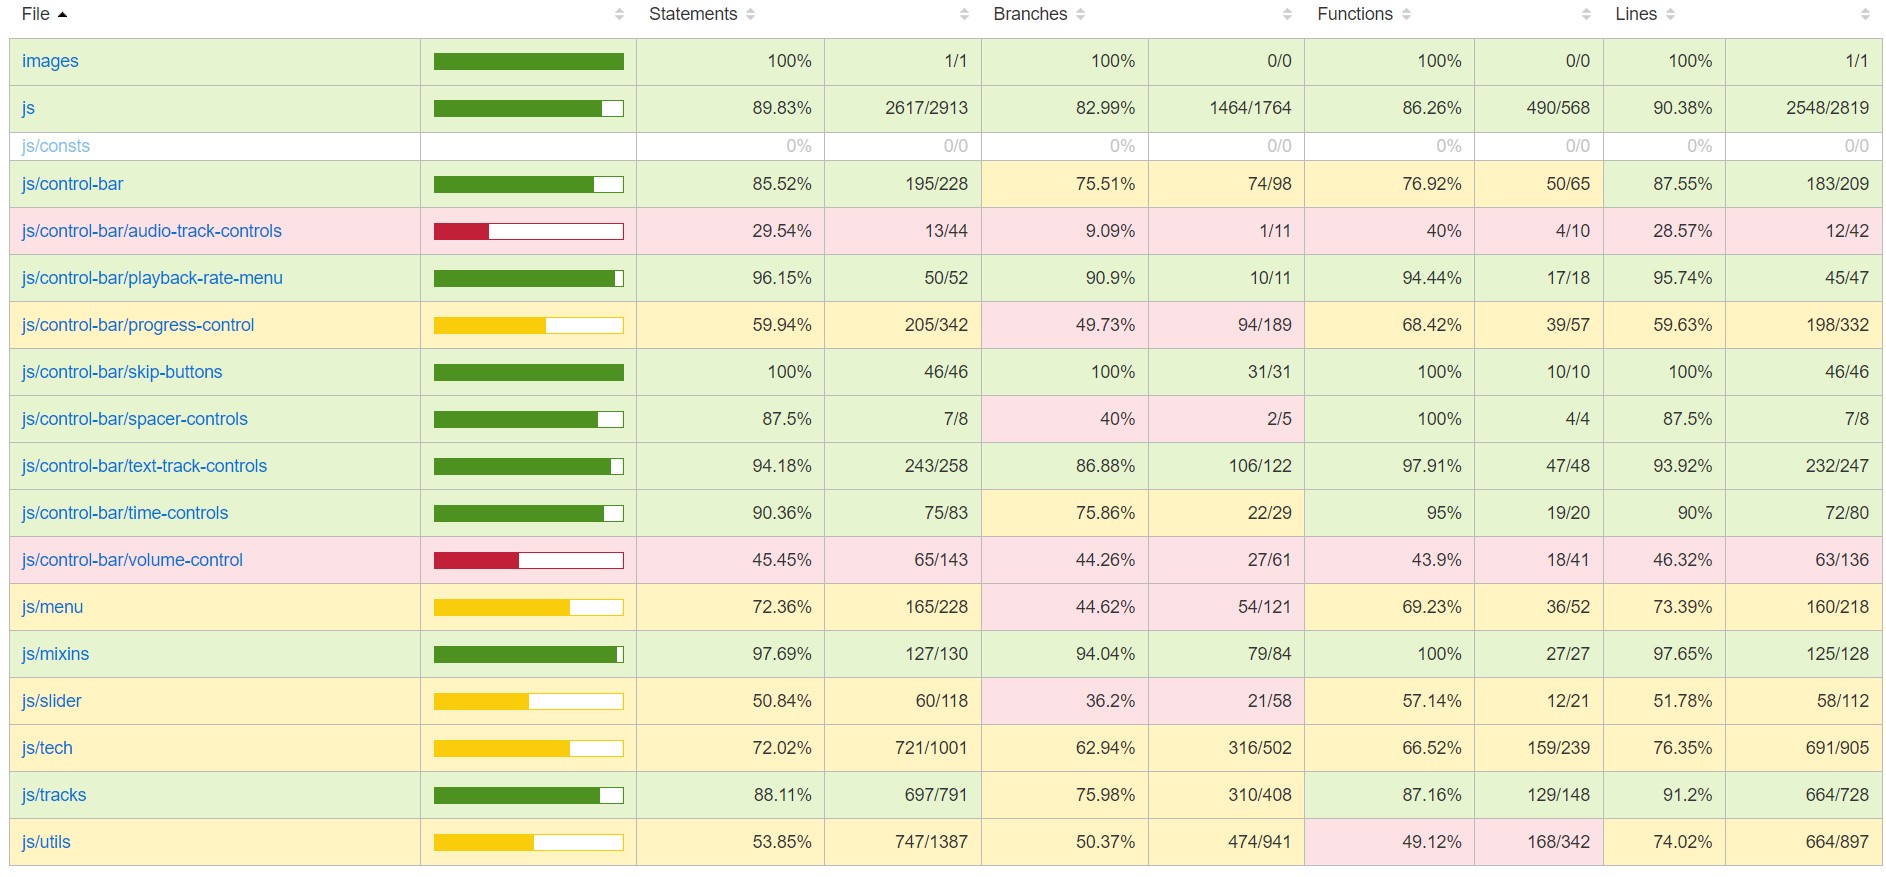 File Statements Branches Functions Lines
images 100% 1/1 100% 0/0 100% 0/0 100% 1/1
js 89.83% 2617/2913 82.99% 1464/1764 86.26% 490/568 90.38% 2548/2819
js/consts 0% 0/0 0% 0/0 0% 0/0 0% 0/0
js/control-bar 85.52% 195/228 75.51% 74/98 76.92% 50/65 87.55% 183/209
js/control-bar/audio-track-controls 29.54% 13/44 9.09% 1/11 40% 4/10 28.57% 12/42
js/control-bar/playback-rate-menu 96.15% 50/52 90.9% 10/11 94.44% 17/18 95.74% 45/47
js/control-bar/progress-control 59.94% 205/342 49.73% 94/189 68.42% 39/57 59.63% 198/332
js/control-bar/skip-buttons 100% 46/46 100% 31/31 100% 10/10 100% 46/46
js/control-bar/spacer-controls 87.5% 7/8 40% 2/5 100% 4/4 87.5% 7/8
js/control-bar/text-track-controls 94.18% 243/258 86.88% 106/122 97.91% 47/48 93.92% 232/247
js/control-bar/time-controls 90.36% 75/83 75.86% 22/29 95% 19/20 90% 72/80
js/control-bar/volume-control 45.45% 65/143 44.26% 27/61 43.9% 18/41 46.32% 63/136
js/menu 72.36% 165/228 44.62% 54/121 69.23% 36/52 73.39% 160/218
js/mixins 97.69% 127/130 94.04% 79/84 100% 27/27 97.65% 125/128
js/slider 50.84% 60/118 36.2% 21/58 57.14% 12/21 51.78% 58/112
js/tech 72.02% 721/1001 62.94% 316/502 66.52% 159/239 76.35% 691/905
js/tracks 88.11% 697/791 75.98% 310/408 87.16% 129/148 91.2% 664/728
js/utils 53.85% 747/1387 50.37% 474/941 49.12% 168/342 74.02% 664/897